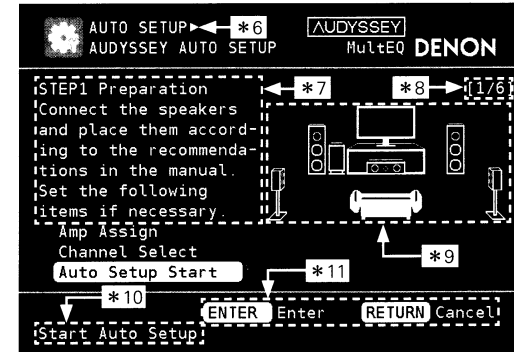 AUTO SETUP▸ *6
AUDYSSEY AUTO SETUP
AUDYSSEY
MultEQ DENON
*7
*8
[1/6]
STEP1 Preparation
Connect the speakers
and place them accord-
ing to the recommenda-
tions in the manual.
Set the following
items if necessary.
*9
Amp Assign
Channel Select
Auto Setup Start
*11
*10
ENTER Enter RETURN Cancel
Start Auto Setup